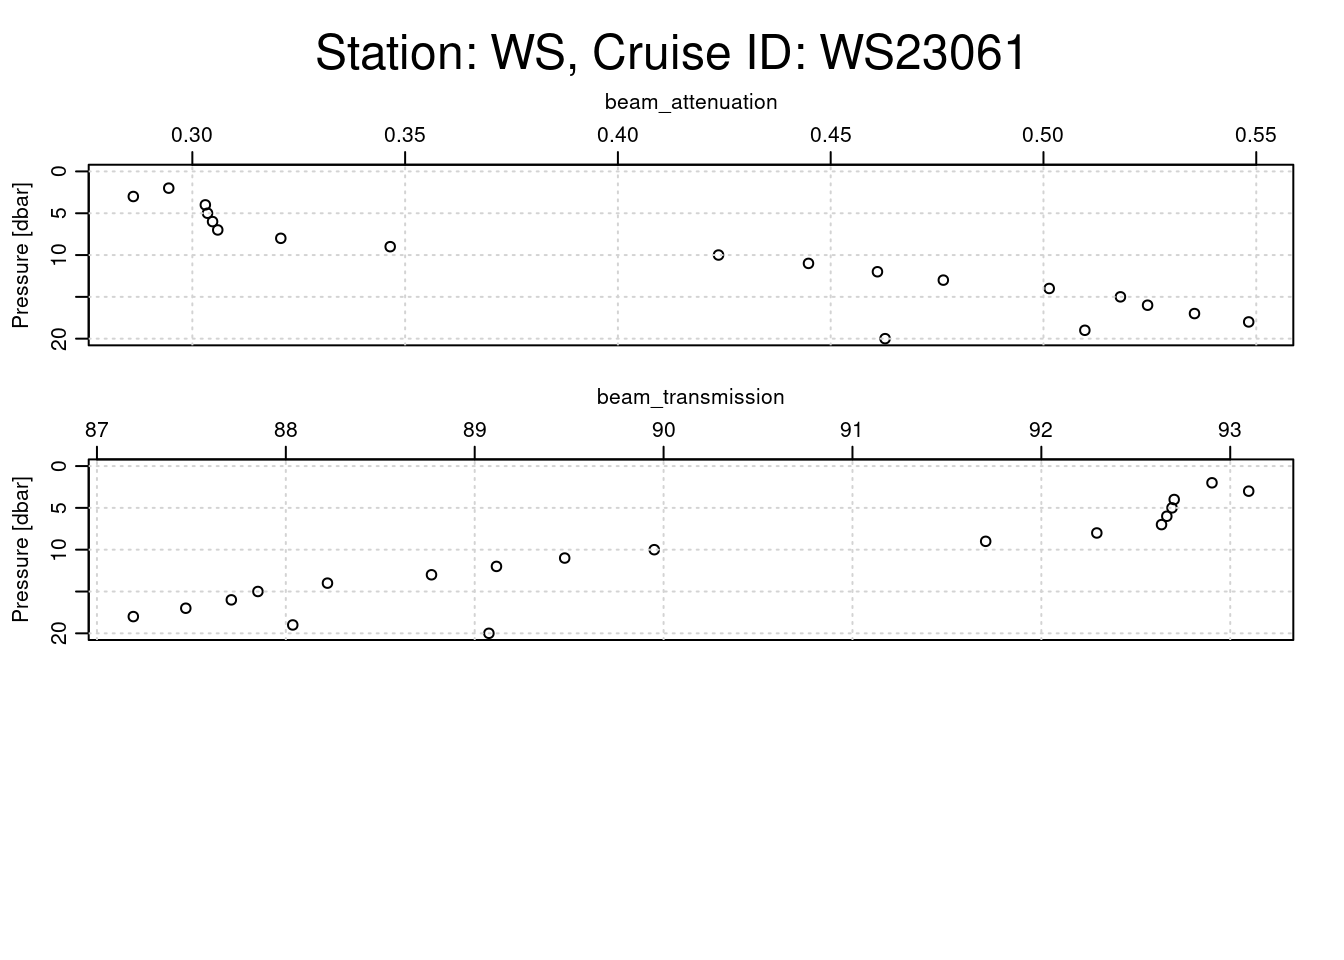 Station: WS, Cruise ID: WS23061
beam_attenuation
0.30 0.35 0.40 0.45 0.50 0.55
Pressure [dbar]
0
5
10
20
beam_transmission
87 88 89 90 91 92 93
Pressure [dbar]
0
5
10
20